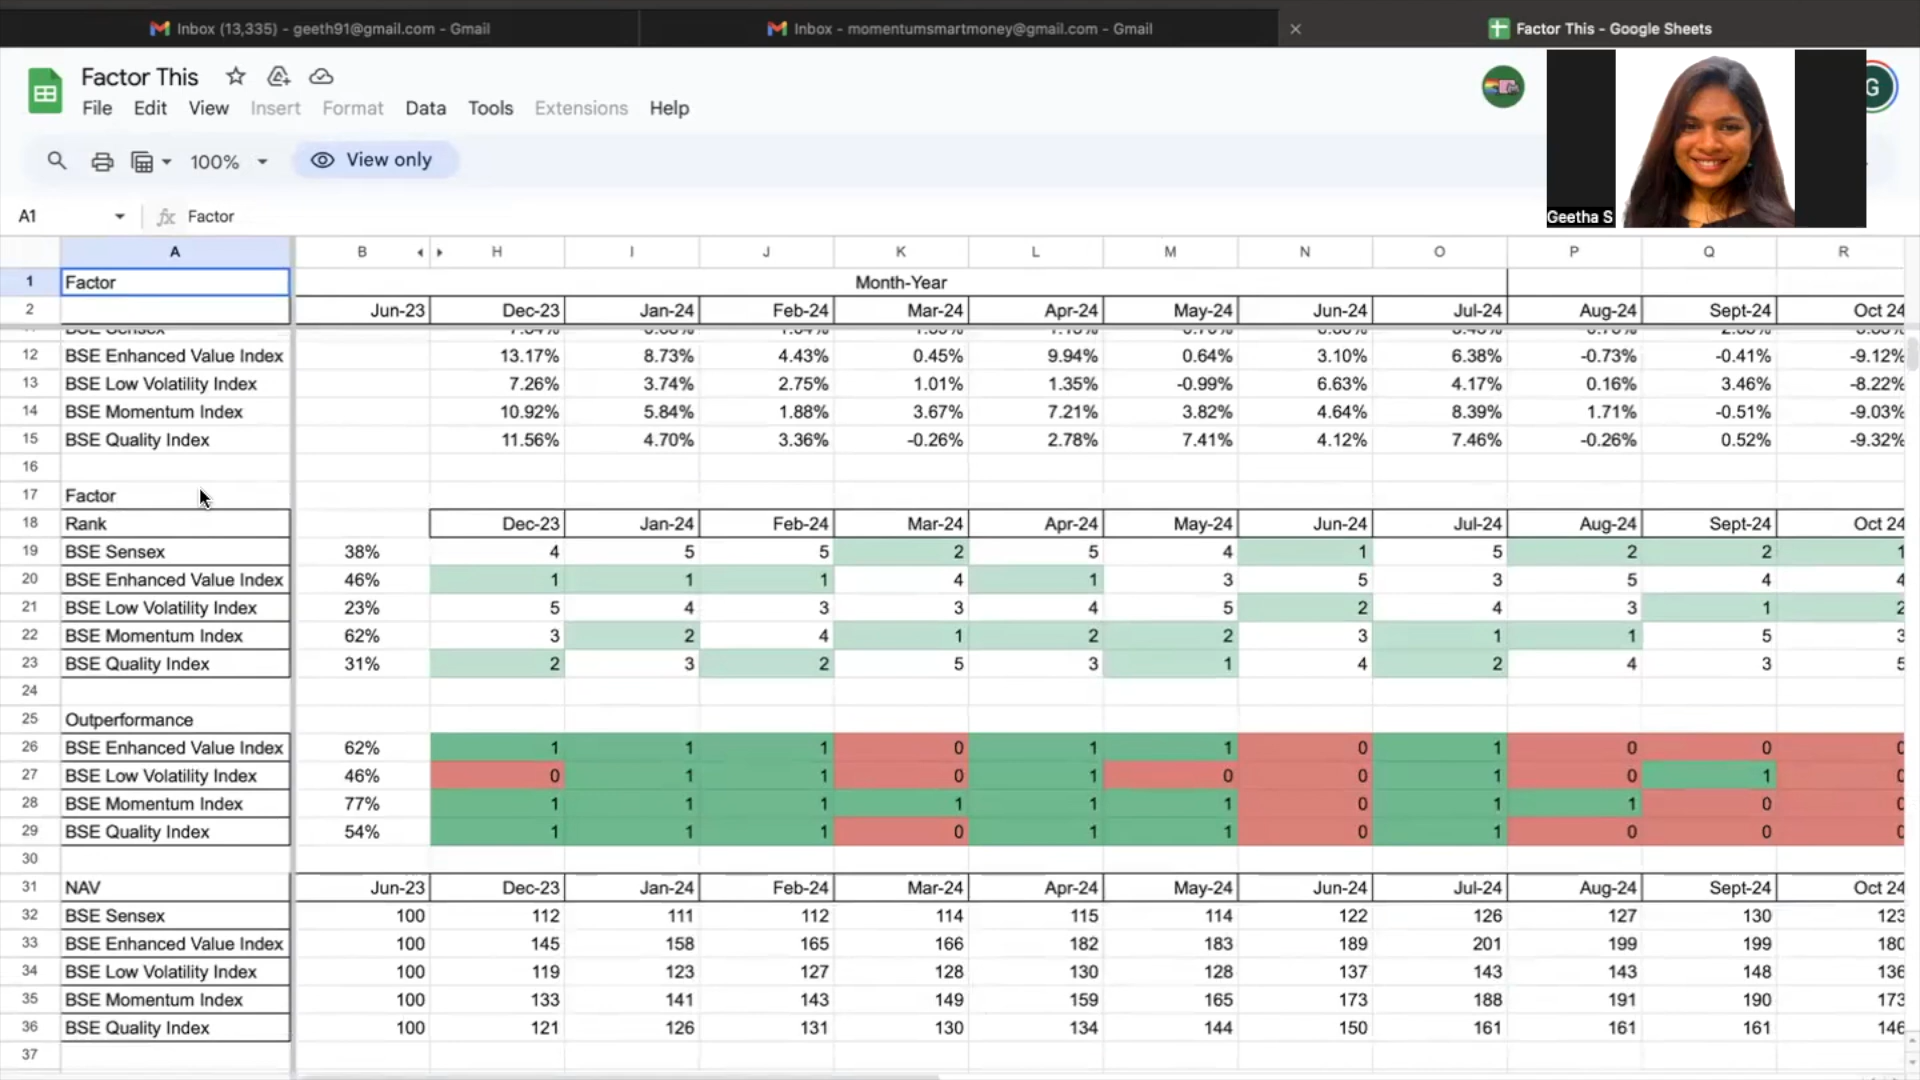 Inbox (13,335) - geeth91@gmail.com - Gmail
Inbox - momentumsmartmoney@gmail.com - Gmail
Factor This - Google Sheets
Factor This
File Edit View Insert Format Data Tools Extensions Help
100% View only
G
Geetha S
A1 fx Factor
A B H I J K L M N O P Q R
1 Factor Month-Year
2 Jun-23 Dec-23 Jan-24 Feb-24 Mar-24 Apr-24 May-24 Jun-24 Jul-24 Aug-24 Sept-24 Oct 24
BSE Sensex
12 BSE Enhanced Value Index 13.17% 8.73% 4.43% 0.45% 9.94% 0.64% 3.10% 6.38% -0.73% -0.41% -9.12%
13 BSE Low Volatility Index 7.26% 3.74% 2.75% 1.01% 1.35% -0.99% 6.63% 4.17% 0.16% 3.46% -8.22%
14 BSE Momentum Index 10.92% 5.84% 1.88% 3.67% 7.21% 3.82% 4.64% 8.39% 1.71% -0.51% -9.03%
15 BSE Quality Index 11.56% 4.70% 3.36% -0.26% 2.78% 7.41% 4.12% 7.46% -0.26% 0.52% -9.32%
16
17 Factor
18 Rank Dec-23 Jan-24 Feb-24 Mar-24 Apr-24 May-24 Jun-24 Jul-24 Aug-24 Sept-24 Oct 24
19 BSE Sensex 38% 4 5 5 2 5 4 1 5 2 2 1
20 BSE Enhanced Value Index 46% 1 1 1 4 1 3 5 3 5 4 4
21 BSE Low Volatility Index 23% 5 4 3 3 4 5 2 4 3 1 2
22 BSE Momentum Index 62% 3 2 4 1 2 2 3 1 1 5 3
23 BSE Quality Index 31% 2 3 2 5 3 1 4 2 4 3 5
24
25 Outperformance
26 BSE Enhanced Value Index 62% 1 1 1 0 1 1 0 1 0 0 0
27 BSE Low Volatility Index 46% 0 1 1 0 1 0 0 1 0 1 0
28 BSE Momentum Index 77% 1 1 1 1 1 1 0 1 1 0 0
29 BSE Quality Index 54% 1 1 1 0 1 1 0 1 0 0 0
30
31 NAV Jun-23 Dec-23 Jan-24 Feb-24 Mar-24 Apr-24 May-24 Jun-24 Jul-24 Aug-24 Sept-24 Oct 24
32 BSE Sensex 100 112 111 112 114 115 114 122 126 127 130 123
33 BSE Enhanced Value Index 100 145 158 165 166 182 183 189 201 199 199 180
34 BSE Low Volatility Index 100 119 123 127 128 130 128 137 143 143 148 136
35 BSE Momentum Index 100 133 141 143 149 159 165 173 188 191 190 173
36 BSE Quality Index 100 121 126 131 130 134 144 150 161 161 161 146
37